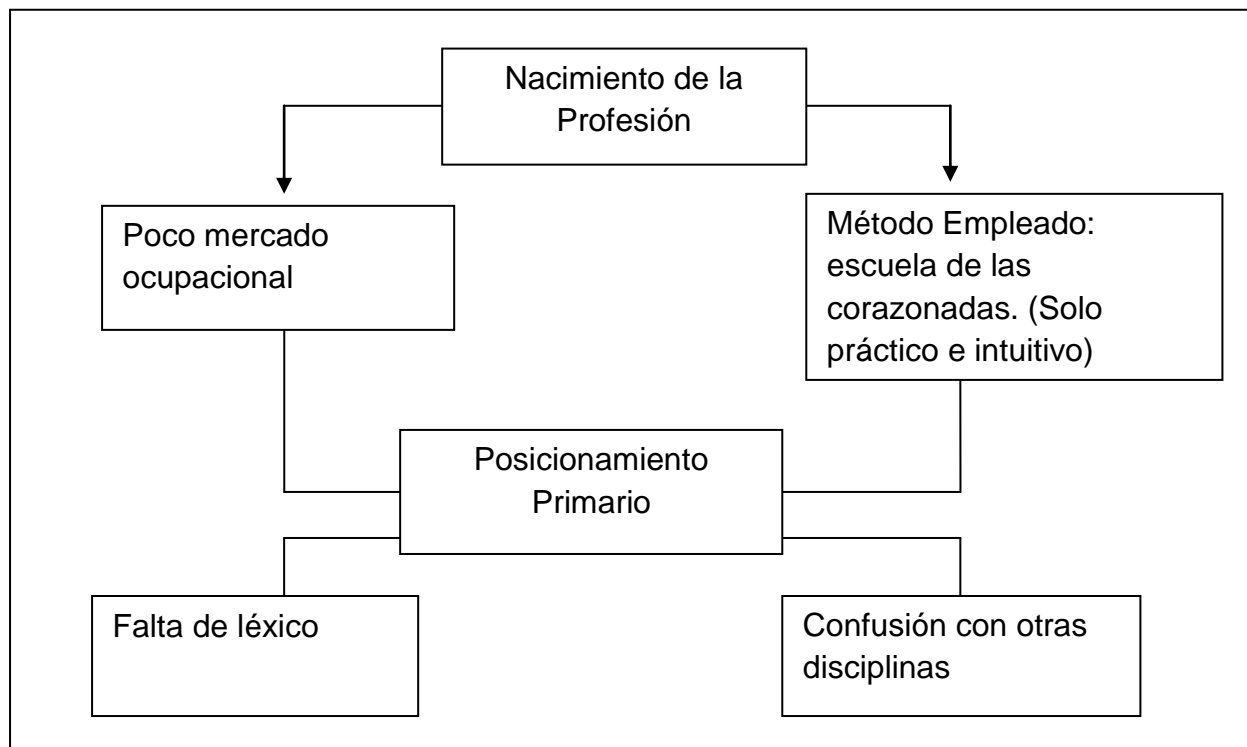 Nacimiento de la
Profesión
Poco mercado
ocupacional
Método Empleado:
escuela de las
corazonadas. (Solo
práctico e intuitivo)
Posicionamiento
Primario
Falta de léxico
Confusión con otras
disciplinas